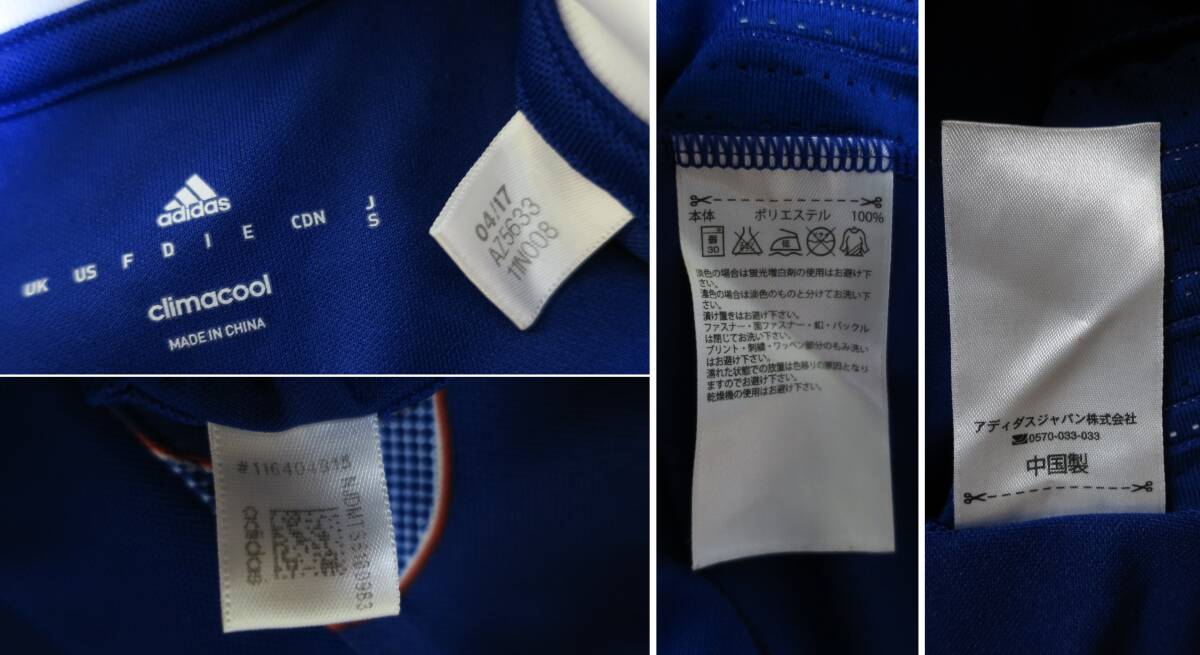 adidas
UK US F D I E CDN J
S
climacool
MADE IN CHINA
04/17
AZ5633
11N008
#116404915
adidas
本体 ポリエステル 100%
弱
30
低
淡色の場合は蛍光増白剤の使用はお避け下
さい。
濃色の場合は淡色のものと分けてお洗い下
さい。
漬け置きはお避け下さい。
ファスナー・面ファスナー・釦・バックル
は閉じてお洗い下さい。
プリント・刺繍・ワッペン部分のもみ洗い
はお避け下さい。
濡れた状態での放置は色移りの原因となり
ますのでお避け下さい。
乾燥機の使用はお避け下さい。
アディダスジャパン株式会社
0570-033-033
中国製